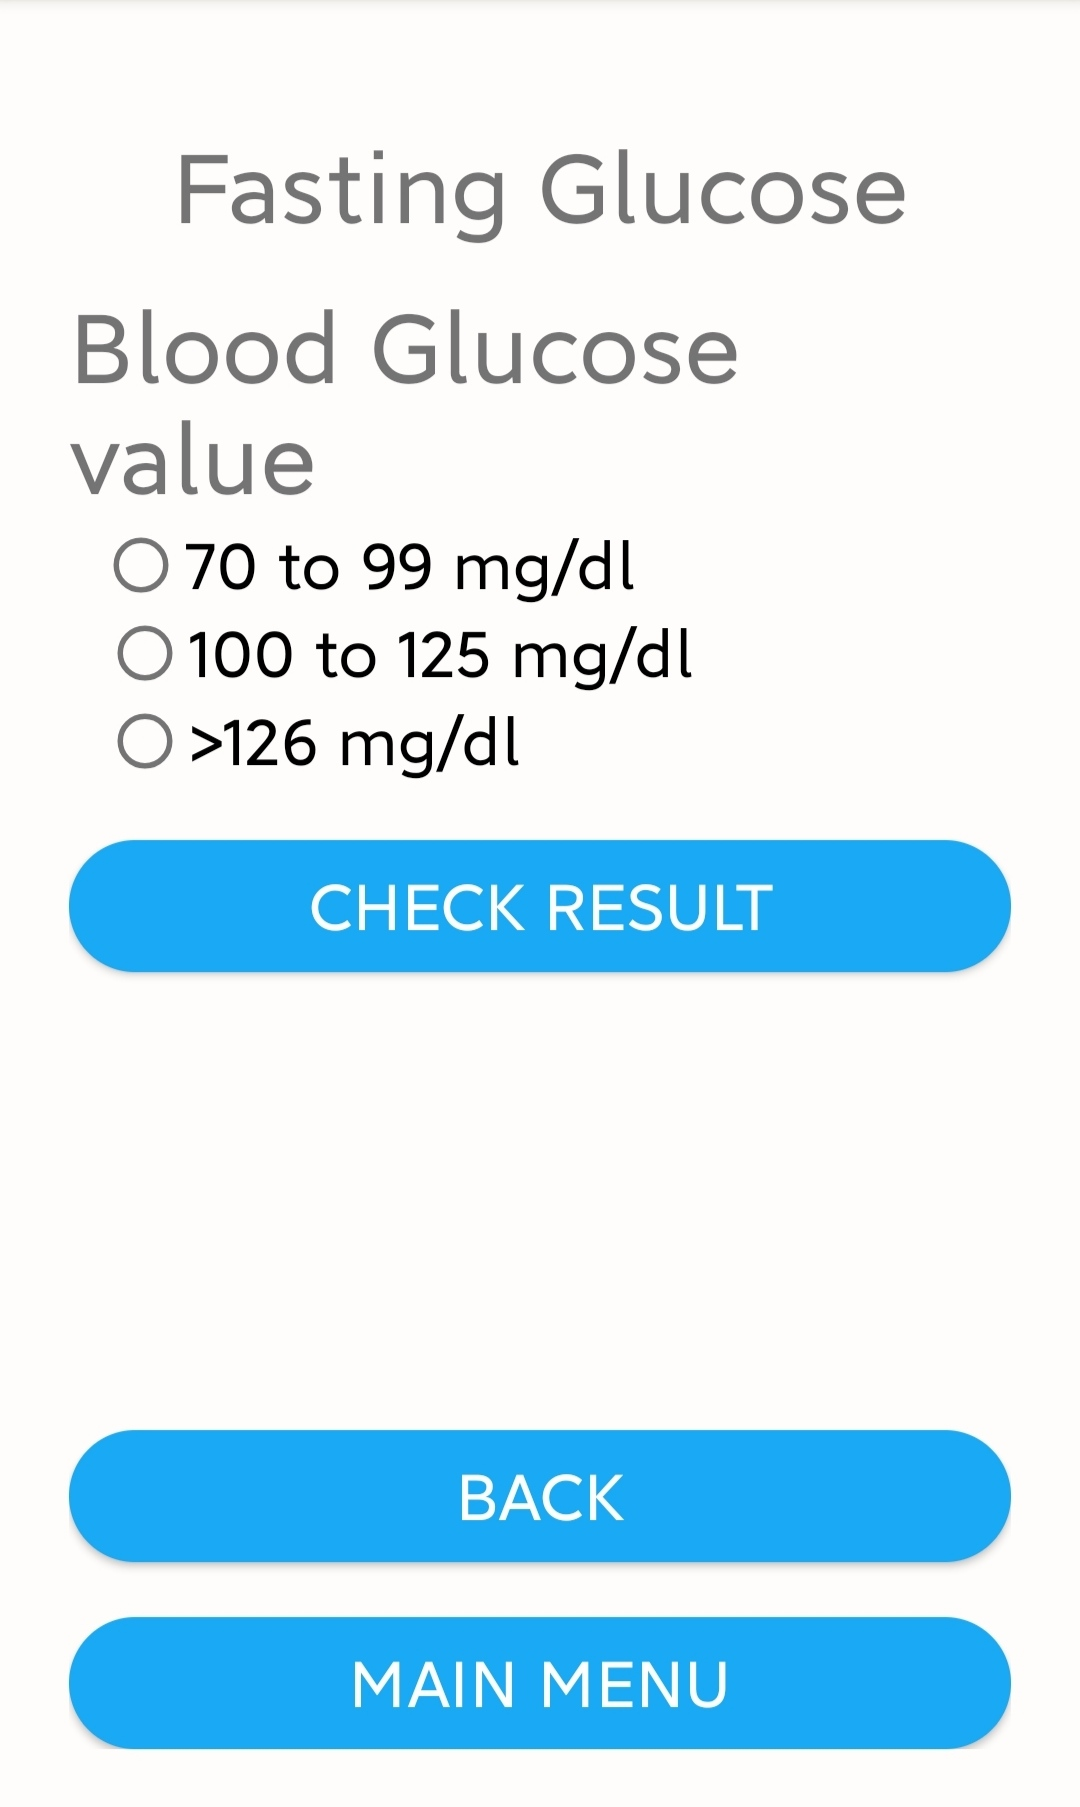 Fasting Glucose
Blood Glucose
value
70 to 99 mg/dl
100 to 125 mg/dl
>126 mg/dl
CHECK RESULT
BACK
MAIN MENU